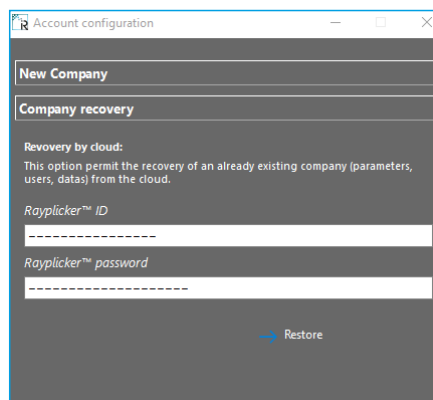 Account configuration
New Company
Company recovery
Revovery by cloud:
This option permit the recovery of an already existing company (parameters,
users, datas) from the cloud.
Rayplicker™ ID
----------------
Rayplicker™ password
--------------------
Restore